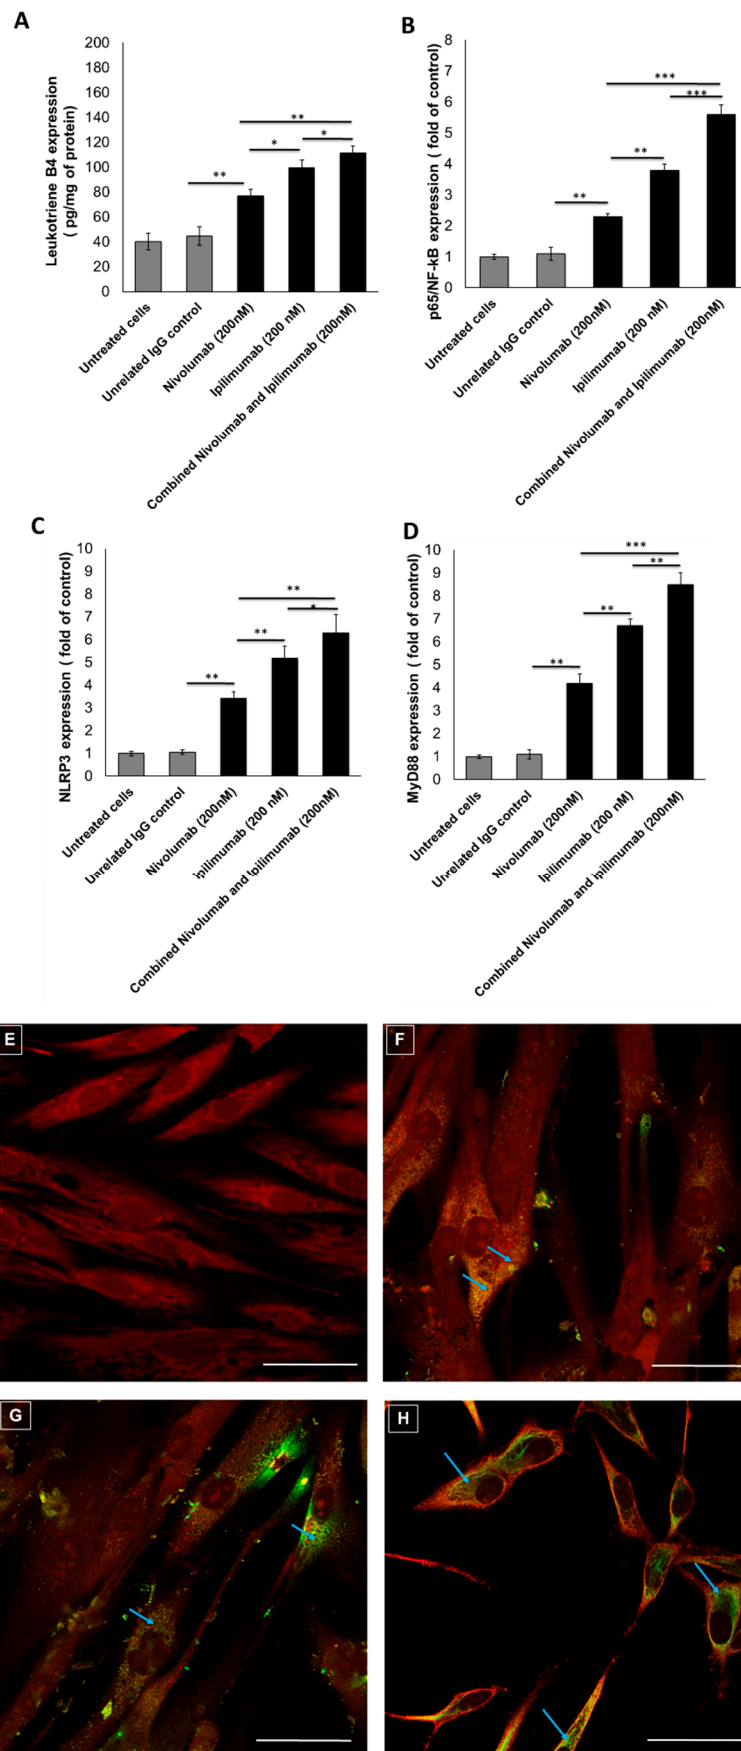 A
Leukotriene B4 expression
( pg/mg of protein)
200
180
160
140
120
100
80
60
40
20
0
**
*
*
**
Untreated cells
Unrelated IgG control
Nivolumab (200nM)
Ipilimumab (200 nM)
Combined Nivolumab and Ipilimumab (200nM)
B
p65/NF-kB expression ( fold of control)
8
7
6
5
4
3
2
1
0
***
***
**
**
Untreated cells
Unrelated IgG control
Nivolumab (200nM)
Ipilimumab (200 nM)
Combined Nivolumab and Ipilimumab (200nM)
C
NLRP3 expression ( fold of control)
10
9
8
7
6
5
4
3
2
1
0
**
*
**
**
Untreated cells
Unrelated IgG control
Nivolumab (200nM)
Ipilimumab (200 nM)
Combined Nivolumab and Ipilimumab (200nM)
D
MyD88 expression ( fold of control)
10
9
8
7
6
5
4
3
2
1
0
***
**
**
**
Untreated cells
Unrelated IgG control
Nivolumab (200nM)
Ipilimumab (200 nM)
Combined Nivolumab and Ipilimumab (200nM)
E
F
G
H